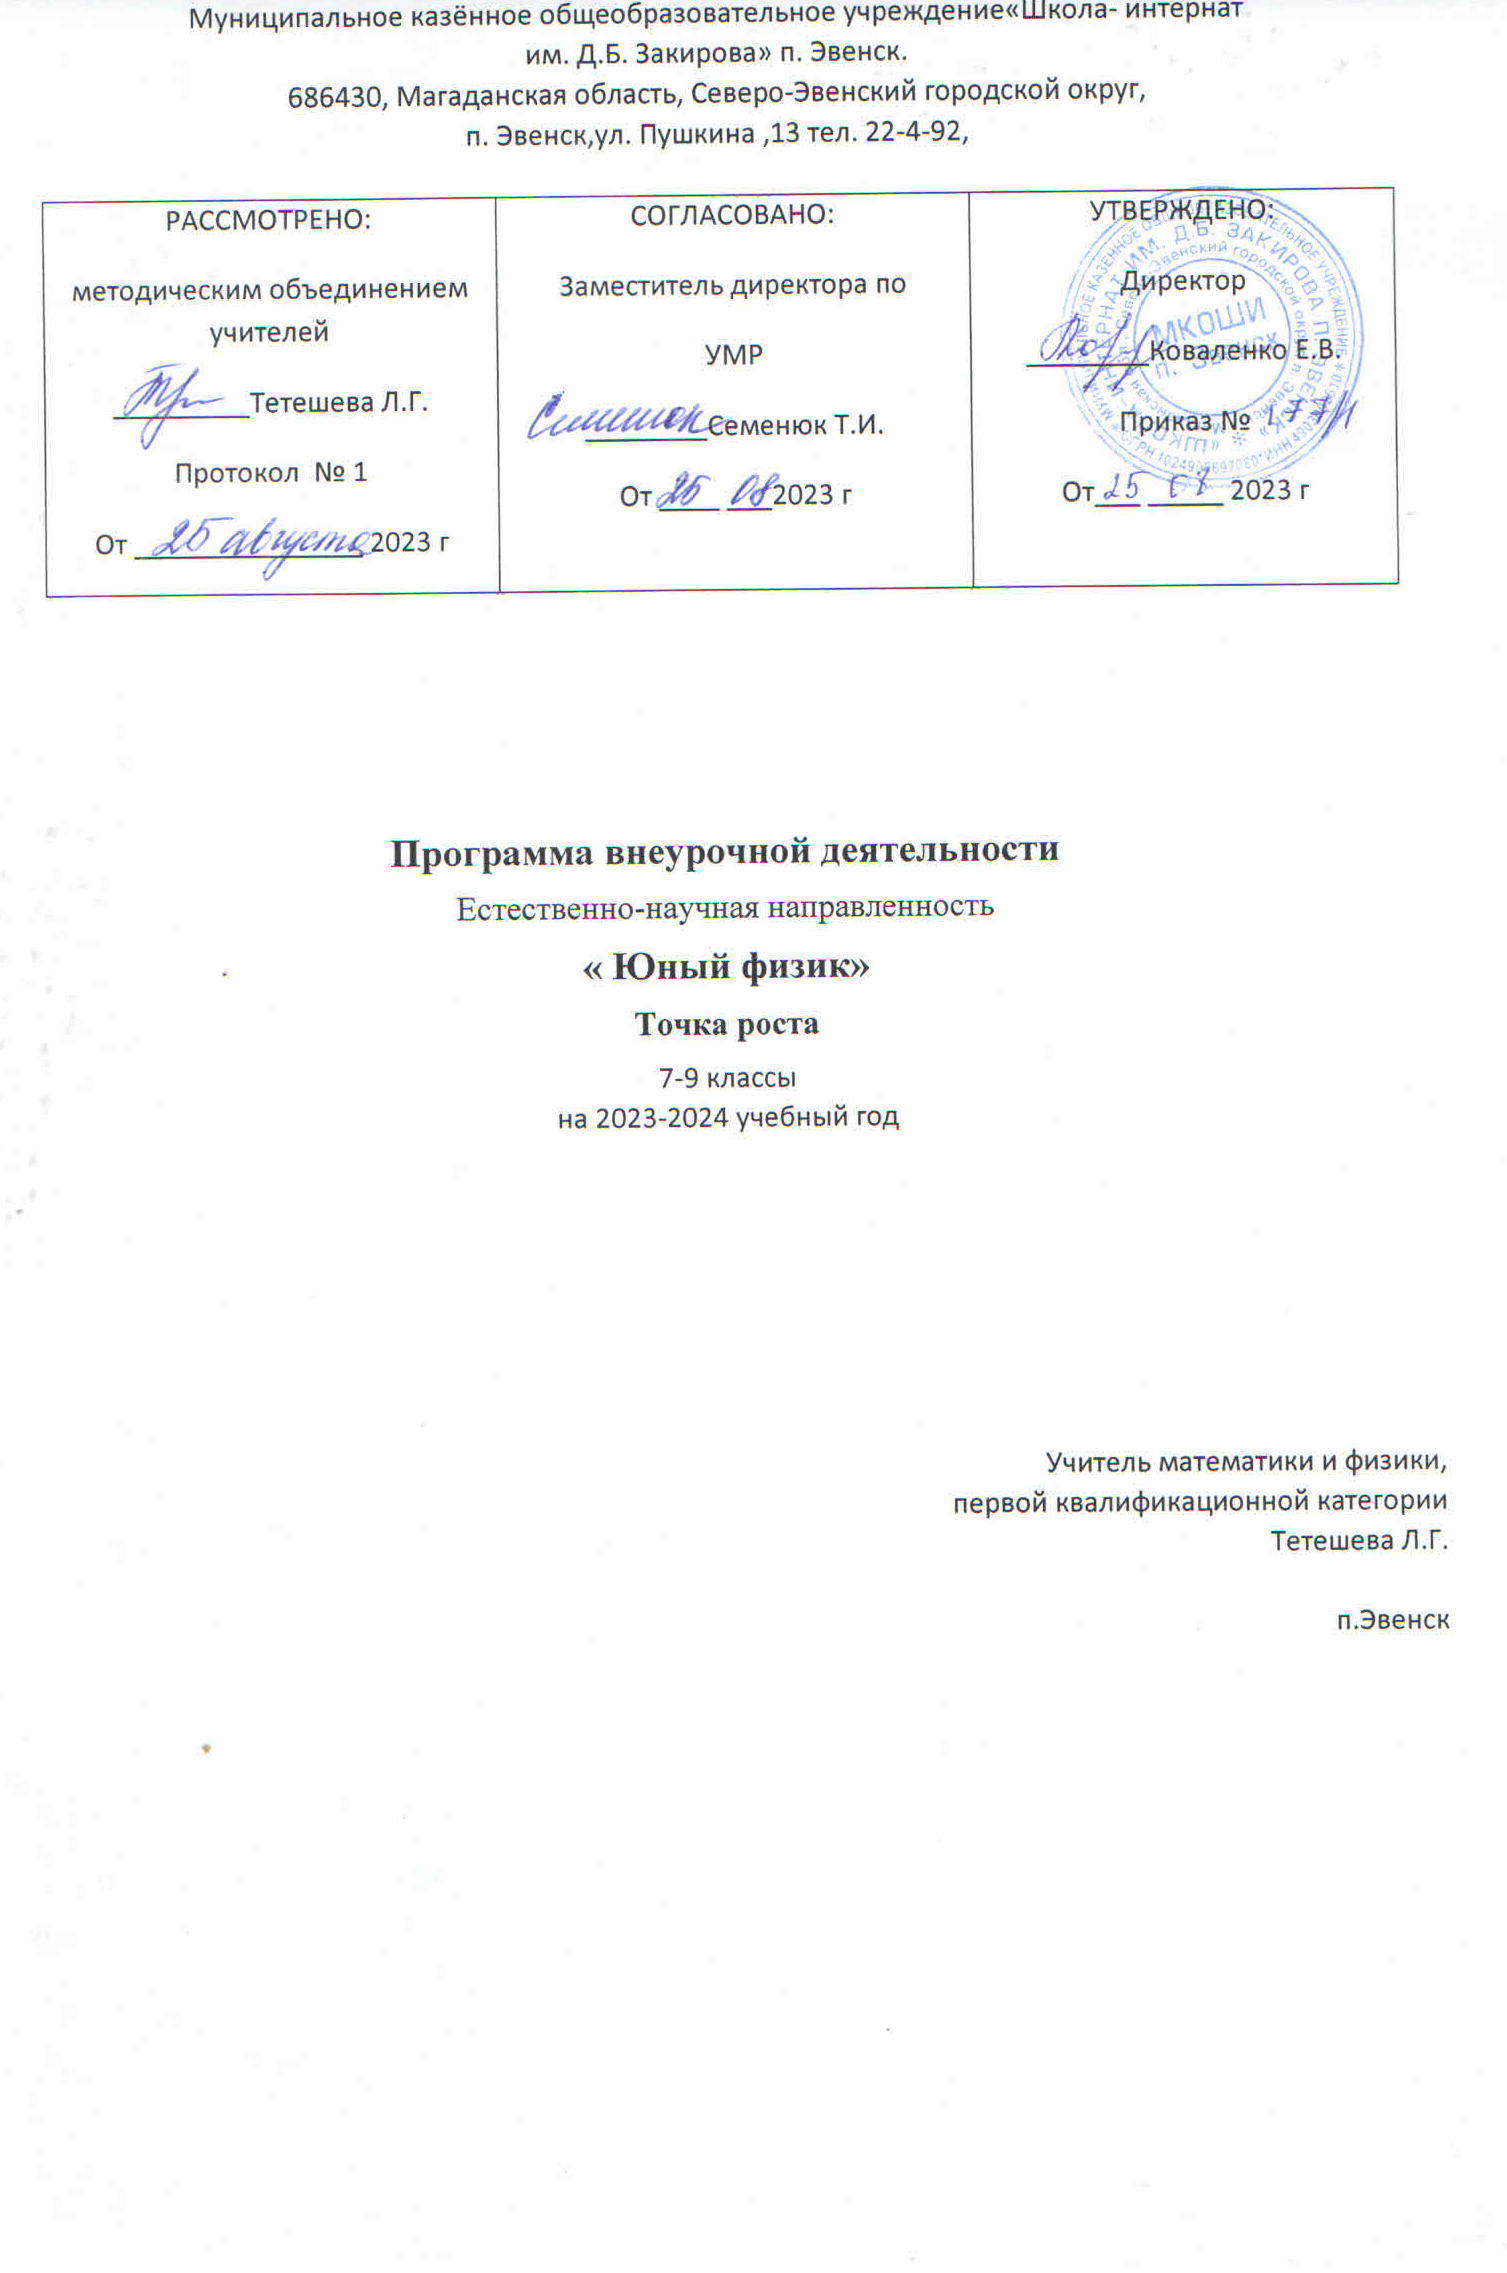 Муниципальное казённое общеобразовательное учреждение«Школа- интернат
им. Д.Б. Закирова» п. Эвенск.
686430, Магаданская область, Северо-Эвенский городской округ,
п. Эвенск,ул. Пушкина ,13 тел. 22-4-92,
РАССМОТРЕНО:
методическим объединением
учителей
Тетешева Л.Г.
Протокол № 1
От 25 августа 2023 г
СОГЛАСОВАНО:
Заместитель директора по
УМР
Семенюк Т.И.
От 25 08 2023 г
УТВЕРЖДЕНО:
Директор
Коваленко Е.В.
Приказ №
От 25 2023 г
МКОШИ
п. Эвенск
Программа внеурочной деятельности
Естественно-научная направленность
« Юный физик»
Точка роста
7-9 классы
на 2023-2024 учебный год
Учитель математики и физики,
первой квалификационной категории
Тетешева Л.Г.
п.Эвенск